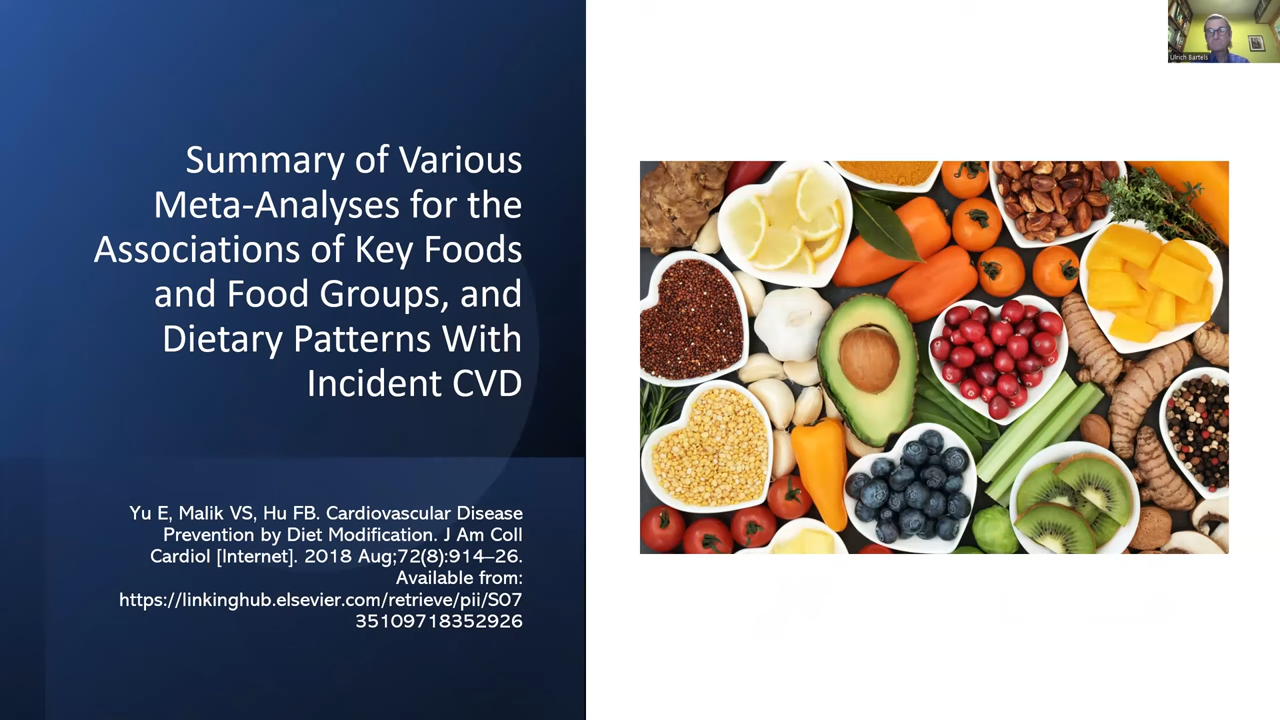 Summary of Various
Meta-Analyses for the
Associations of Key Foods
and Food Groups, and
Dietary Patterns With
Incident CVD
Yu E, Malik VS, Hu FB. Cardiovascular Disease
Prevention by Diet Modification. J Am Coll
Cardiol [Internet]. 2018 Aug;72(8):914–26.
Available from:
https://linkinghub.elsevier.com/retrieve/pii/S07
35109718352926
Ulrich Bartels